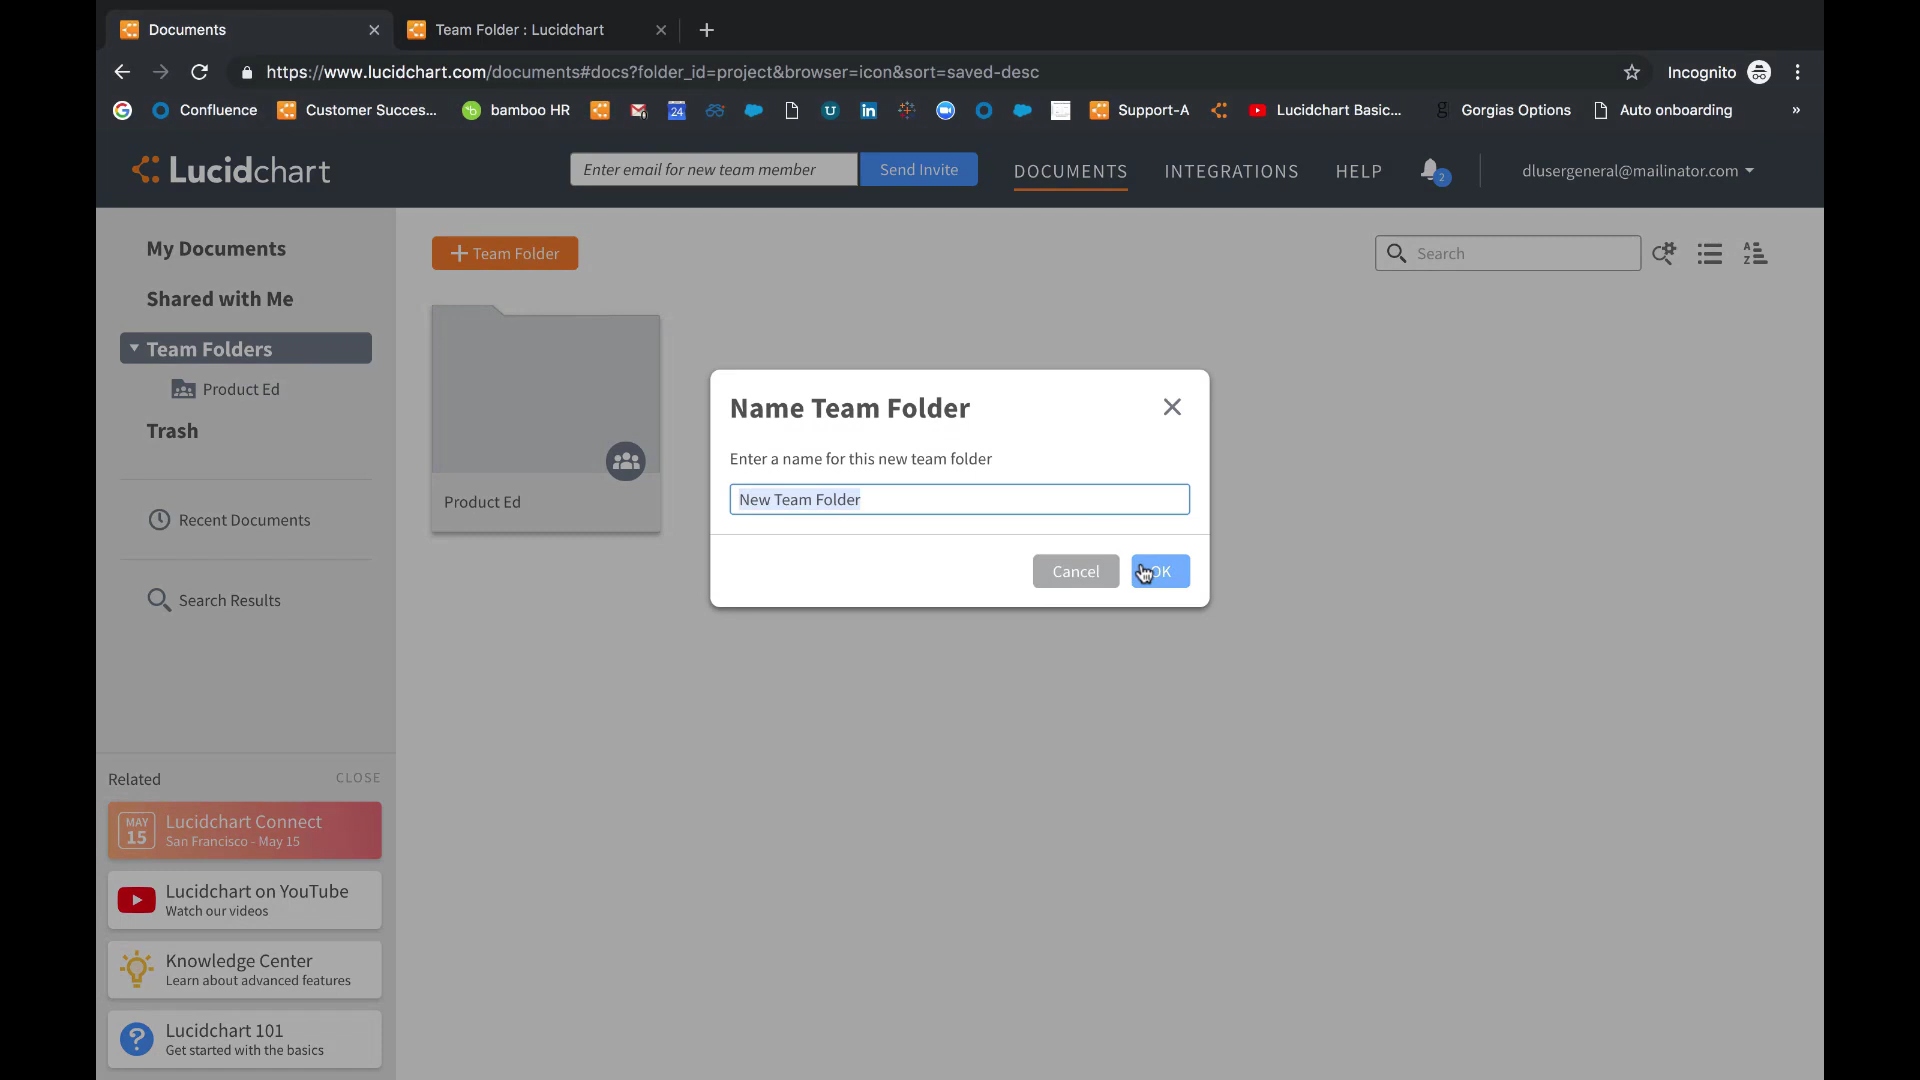 Documents
Team Folder : Lucidchart
https://www.lucidchart.com/documents#docs?folder_id=project&browser=icon&sort=saved-desc
Incognito
Confluence
Customer Succes...
bamboo HR
24
Support-A
Lucidchart Basic...
Gorgias Options
Auto onboarding
»
Lucidchart
Enter email for new team member
Send Invite
DOCUMENTS
INTEGRATIONS
HELP
2
dlusergeneral@mailinator.com
My Documents
Shared with Me
Team Folders
Product Ed
Trash
Recent Documents
Search Results
+ Team Folder
Search
Product Ed
Name Team Folder
Enter a name for this new team folder
New Team Folder
Cancel
OK
Related
CLOSE
MAY
15
Lucidchart Connect
San Francisco - May 15
Lucidchart on YouTube
Watch our videos
Knowledge Center
Learn about advanced features
Lucidchart 101
Get started with the basics